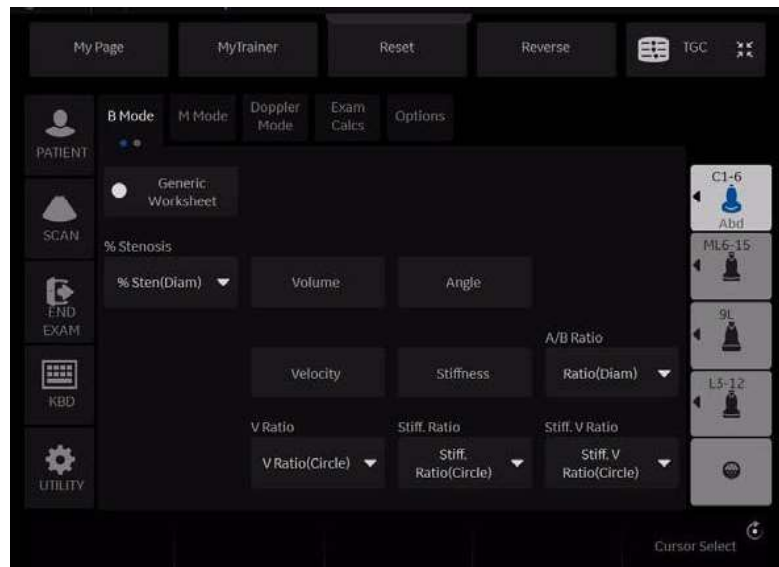 My Page
MyTrainer
Reset
Reverse
TGC
PATIENT
SCAN
END
EXAM
KBD
UTILITY
B Mode
M Mode
Doppler
Mode
Exam
Calcs
Options
Generic
Worksheet
% Stenosis
% Sten(Diam)
Volume
Angle
A/B Ratio
Velocity
Stiffness
Ratio(Diam)
V Ratio
Stiff. Ratio
Stiff. V Ratio
V Ratio(Circle)
Stiff.
Ratio(Circle)
Stiff. V
Ratio(Circle)
C1-6
Abd
ML6-15
9L
L3-12
Cursor Select